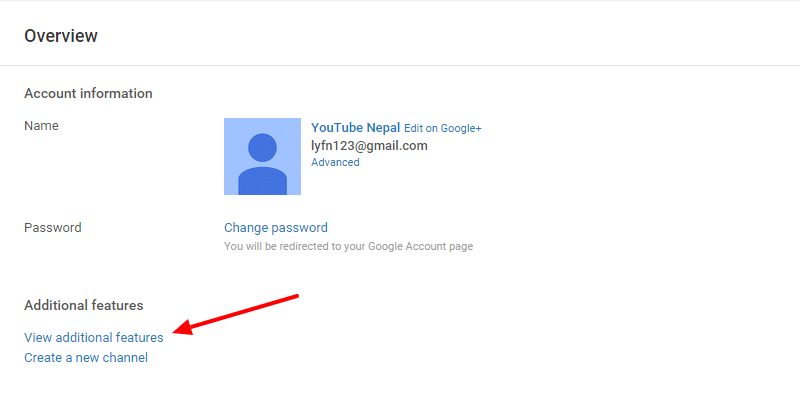 Overview
Account information
Name
YouTube Nepal Edit on Google+
lyfn123@gmail.com
Advanced
Password
Change password
You will be redirected to your Google Account page
Additional features
View additional features
Create a new channel